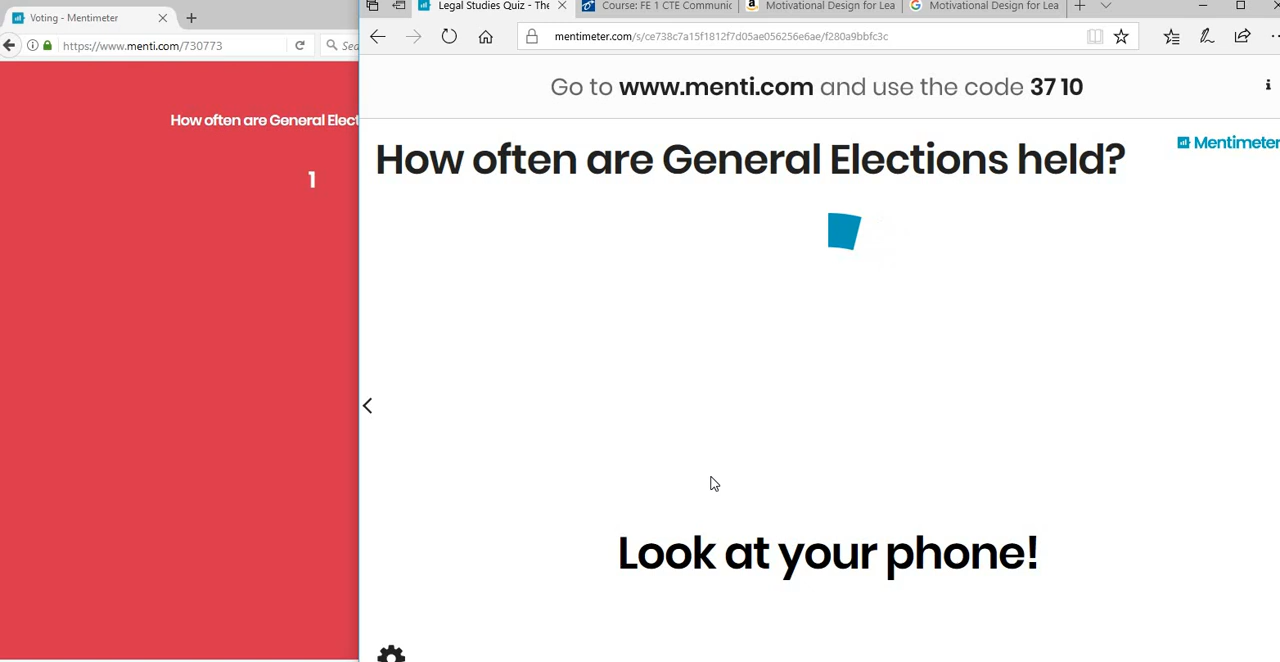 Voting - Mentimeter
https://www.menti.com/730773
How often are General Elect
1
Legal Studies Quiz - The
Course: FE 1 CTE Communic
Motivational Design for Lea
Motivational Design for Lea
mentimeter.com/s/ce738c7a15f1812f7d05ae056256e6ae/f280a9bbfc3c
Go to www.menti.com and use the code 37 10
How often are General Elections held?
Mentimeter
Look at your phone!